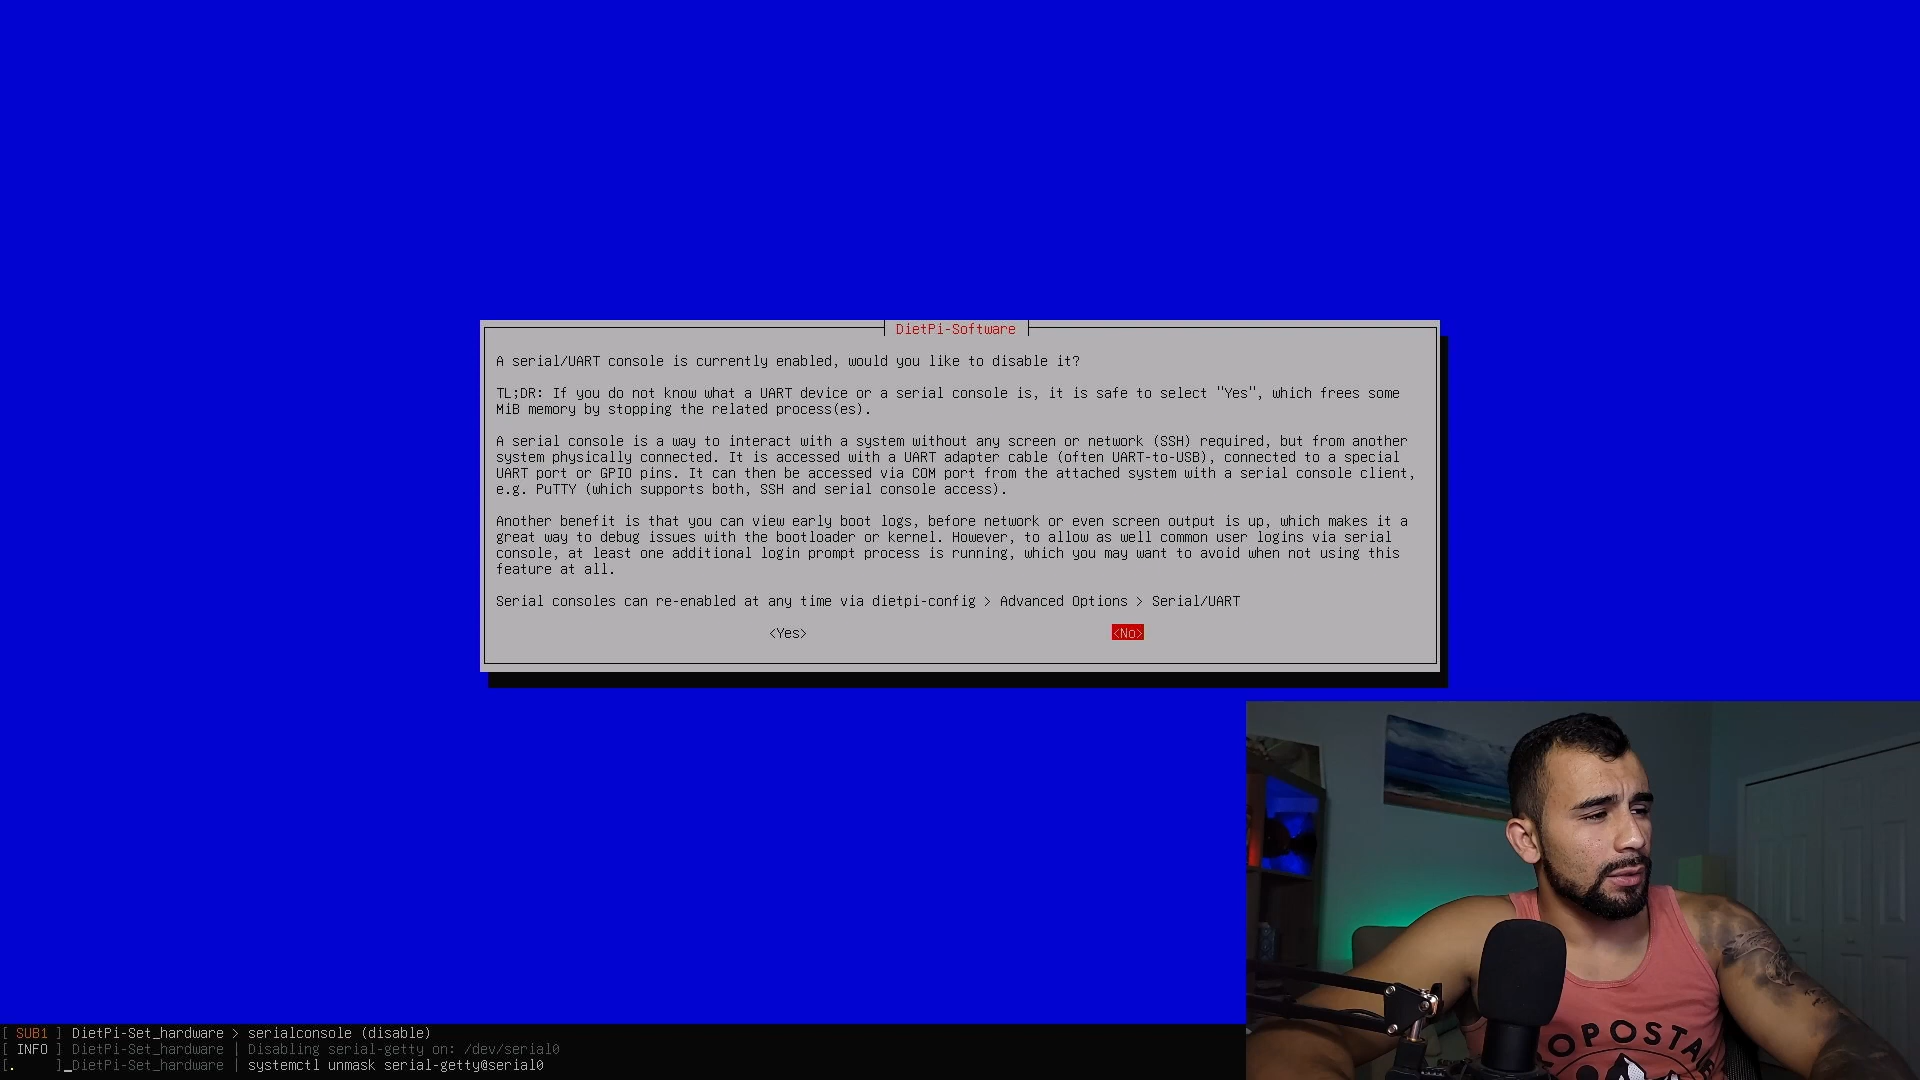 DietPi-Software
A serial/UART console is currently enabled, would you like to disable it?
TL;DR: If you do not know what a UART device or a serial console is, it is safe to select "Yes", which frees some
MiB memory by stopping the related process(es).
A serial console is a way to interact with a system without any screen or network (SSH) required, but from another
system physically connected. It is accessed with a UART adapter cable (often UART-to-USB), connected to a special
UART port or GPIO pins. It can then be accessed via COM port from the attached system with a serial console client,
e.g. PuTTY (which supports both, SSH and serial console access).
Another benefit is that you can view early boot logs, before network or even screen output is up, which makes it a
great way to debug issues with the bootloader or kernel. However, to allow as well common user logins via serial
console, at least one additional login prompt process is running, which you may want to avoid when not using this
feature at all.
Serial consoles can re-enabled at any time via dietpi-config > Advanced Options > Serial/UART
<Yes> <No>
[ SUB1 ] DietPi-Set_hardware > serialconsole (disable)
[ INFO ] DietPi-Set_hardware | Disabling serial-getty on: /dev/serial0
[.     ]_DietPi-Set_hardware | systemctl unmask serial-getty@serial0